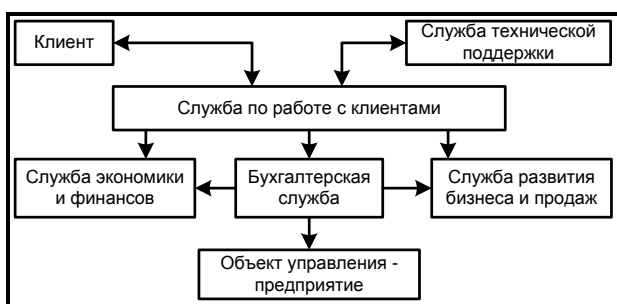 Клиент
Служба технической
поддержки
Служба по работе с клиентами
Служба экономики
и финансов
Бухгалтерская
служба
Служба развития
бизнеса и продаж
Объект управления -
предприятие